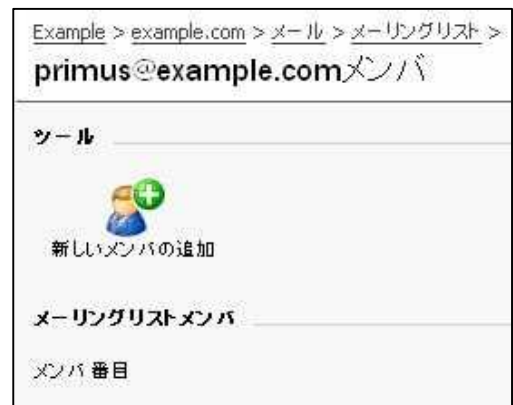 Example > example.com > メール > メーリングリスト >
primus@example.comメンバ
ツール
新しいメンバの追加
メーリングリストメンバ
メンバ 番目